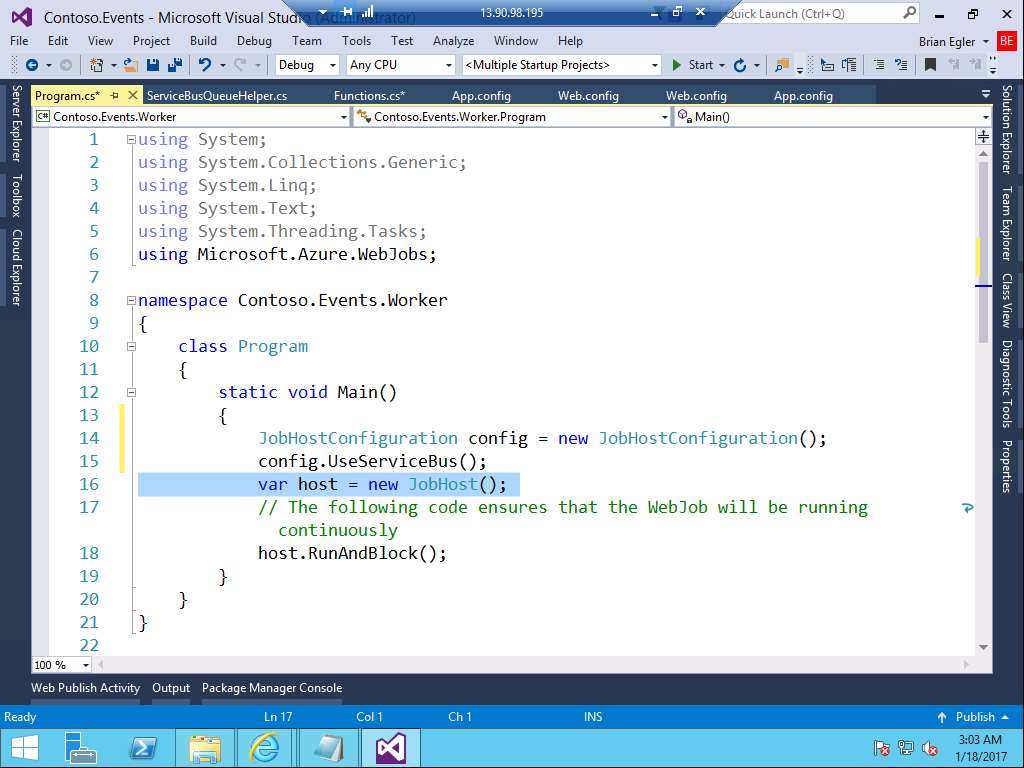 Contoso.Events - Microsoft Visual Studio (Administrator)
13.90.98.195
Quick Launch (Ctrl+Q)
File Edit View Project Build Debug Team Tools Test Analyze Window Help
Brian Egler
BE
Debug Any CPU <Multiple Startup Projects> Start
Program.cs* ServiceBusQueueHelper.cs Functions.cs* App.config Web.config Web.config App.config
C# Contoso.Events.Worker Contoso.Events.Worker.Program Main()
Server Explorer
Toolbox
Cloud Explorer
1 using System;
2 using System.Collections.Generic;
3 using System.Linq;
4 using System.Text;
5 using System.Threading.Tasks;
6 using Microsoft.Azure.WebJobs;
7
8 namespace Contoso.Events.Worker
9 {
10 class Program
11 {
12 static void Main()
13 {
14 JobHostConfiguration config = new JobHostConfiguration();
15 config.UseServiceBus();
16 var host = new JobHost();
17 // The following code ensures that the WebJob will be running
continuously
18 host.RunAndBlock();
19 }
20 }
21 }
22
Solution Explorer
Team Explorer
Class View
Diagnostic Tools
Properties
100 %
Web Publish Activity Output Package Manager Console
Ready Ln 17 Col 1 Ch 1 INS Publish
3:03 AM
1/18/2017